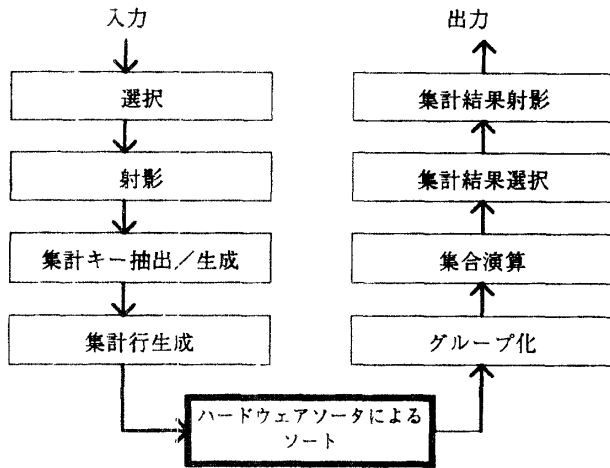 入力
選択
射影
集計キー抽出／生成
集計行生成
ハードウェアソータによる
ソート
グループ化
集合演算
集計結果選択
集計結果射影
出力